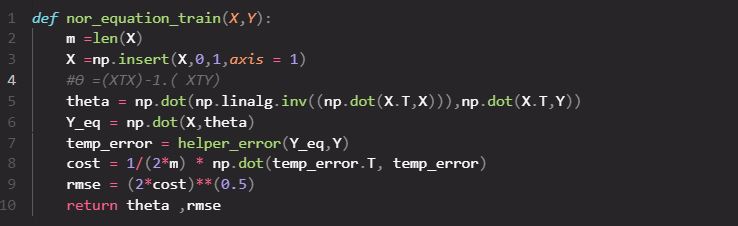 1 def nor_equation_train(X,Y):
2 m =len(X)
3 X =np.insert(X,0,1,axis = 1)
4 #θ =(XTX)-1.( XTY)
5 theta = np.dot(np.linalg.inv((np.dot(X.T,X))),np.dot(X.T,Y))
6 Y_eq = np.dot(X,theta)
7 temp_error = helper_error(Y_eq,Y)
8 cost = 1/(2*m) * np.dot(temp_error.T, temp_error)
9 rmse = (2*cost)**(0.5)
10 return theta ,rmse